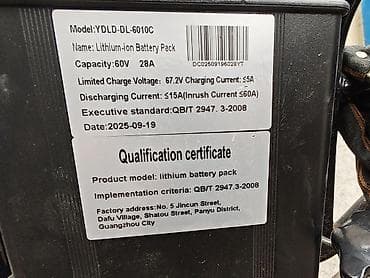 Model:YDLD-DL-6010C
Name: Lithium-ion Battery Pack
Capacity:60V 28A
DC02509196028YT
Limited Charge Voltage: 67.2V Charging Current:≤5A
Discharging Current :≤15A(Inrush Current ≤60A)
Executive standard:QB/T 2947. 3-2008
Date:2025-09-19
Qualification certificate
Product model: lithium battery pack
Implementation criteria: QB/T 2947.3-2008
Factory address:No. 5 Jincun Street,
Dafu Village, Shatou Street, Panyu District,
Guangzhou City